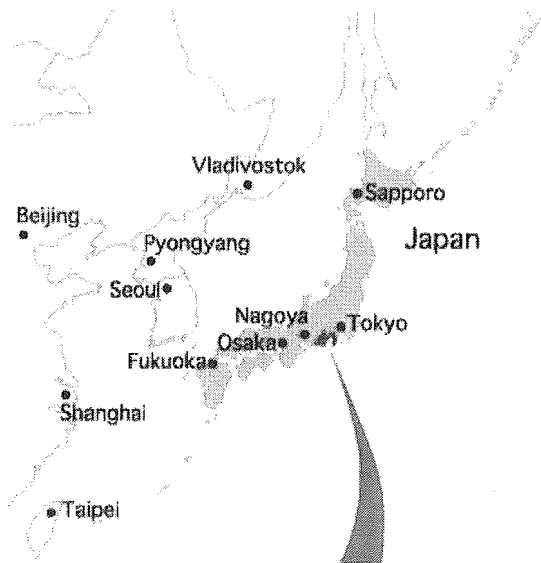 Vladivostok
Sapporo
Beijing
Japan
Pyongyang
Seoul
Nagoya
Tokyo
Osaka
Fukuoka
Shanghai
Taipei